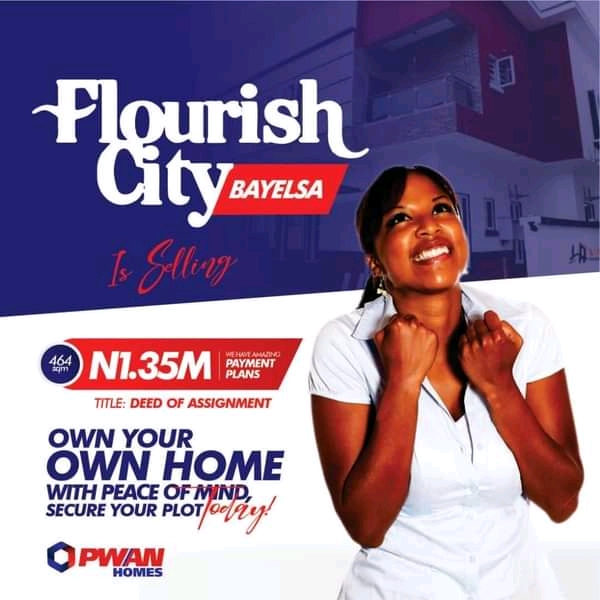 Flourish
City
BAYELSA
Is Selling
464
sqm
N1.35M
WE HAVE AMAZING
PAYMENT
PLANS
TITLE: DEED OF ASSIGNMENT
OWN YOUR
OWN HOME
WITH PEACE OF MIND,
SECURE YOUR PLOT Today!
PWAN
HOMES